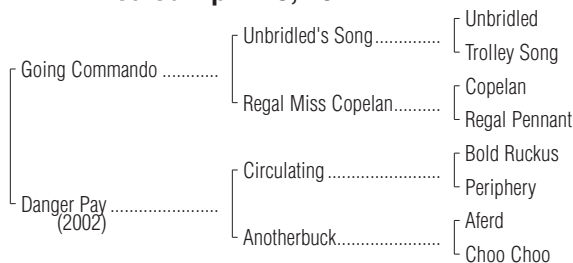 Unbridled
Unbridled's Song..............
Trolley Song
Going Commando ............
Copelan
Regal Miss Copelan..........
Regal Pennant
Bold Ruckus
Circulating ........................
Periphery
Danger Pay .......................
(2002)
Aferd
Anotherbuck......................
Choo Choo